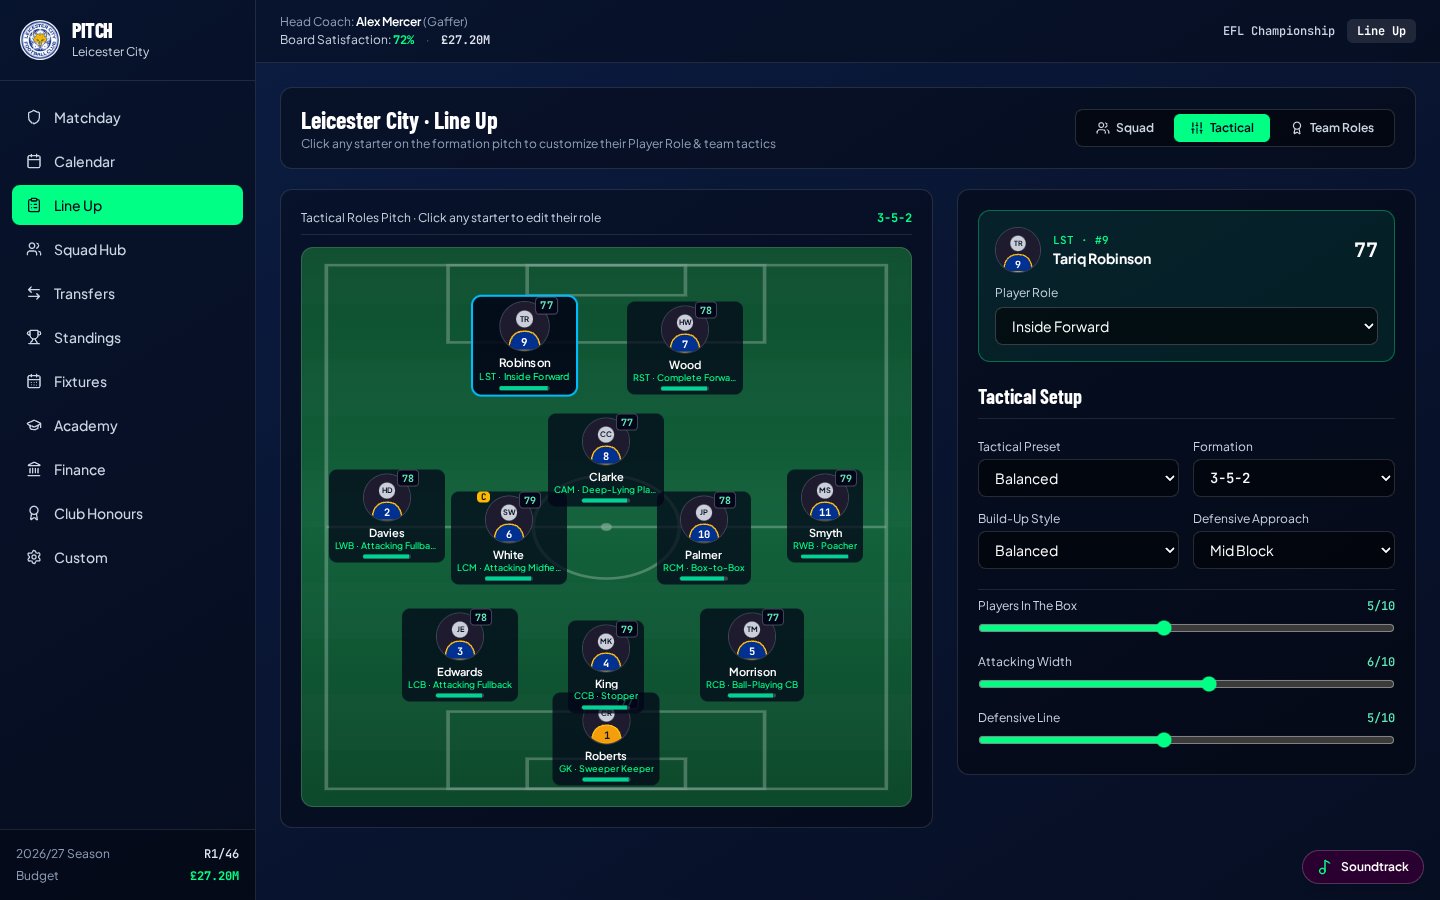 PITCH
Leicester City
Head Coach: Alex Mercer (Gaffer)
Board Satisfaction: 72% · £27.20M
EFL Championship
Line Up
Matchday
Calendar
Line Up
Squad Hub
Transfers
Standings
Fixtures
Academy
Finance
Club Honours
Custom
2026/27 Season R1/46
Budget £27.20M
Leicester City · Line Up
Click any starter on the formation pitch to customize their Player Role & team tactics
Squad
Tactical
Team Roles
Tactical Roles Pitch · Click any starter to edit their role
3-5-2
77
TR
9
Robinson
LST · Inside Forward
78
HW
7
Wood
RST · Complete Forwa...
77
CC
8
Clarke
CAM · Deep-Lying Pla...
78
HD
2
Davies
LWB · Attacking Fullba...
C
79
SW
6
White
LCM · Attacking Midfie...
78
JP
10
Palmer
RCM · Box-to-Box
79
MS
11
Smyth
RWB · Poacher
78
JE
3
Edwards
LCB · Attacking Fullback
79
MK
4
King
CCB · Stopper
77
TM
5
Morrison
RCB · Ball-Playing CB
1
Roberts
GK · Sweeper Keeper
TR
9
LST · #9
Tariq Robinson
77
Player Role
Inside Forward
Tactical Setup
Tactical Preset
Balanced
Formation
3-5-2
Build-Up Style
Balanced
Defensive Approach
Mid Block
Players In The Box 5/10
Attacking Width 6/10
Defensive Line 5/10
Soundtrack